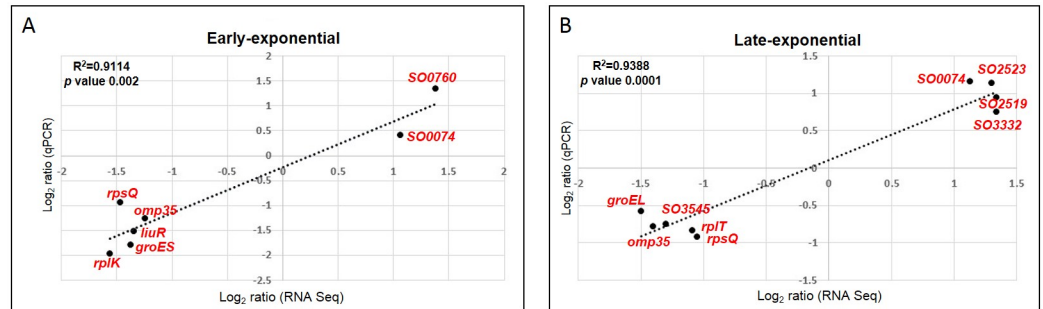 A
Early-exponential
R²=0.9114
p value 0.002
2
1.5
1
0.5
0
-0.5
-1
-1.5
-2
-2.5
-2
-1.5
-1
-0.5
0
0.5
1
1.5
2
SO0760
SO0074
rpsQ
omp35
liuR
groES
rplK
Log₂ ratio (qPCR)
Log₂ ratio (RNA Seq)
B
Late-exponential
R²=0.9388
p value 0.0001
1.5
1
0.5
0
-0.5
-1
-1.5
-2
-1.5
-1
-0.5
0
0.5
1
1.5
SO0074
SO2523
SO2519
SO3332
groEL
SO3545
omp35
rplT
rpsQ
Log₂ ratio (qPCR)
Log₂ ratio (RNA Seq)